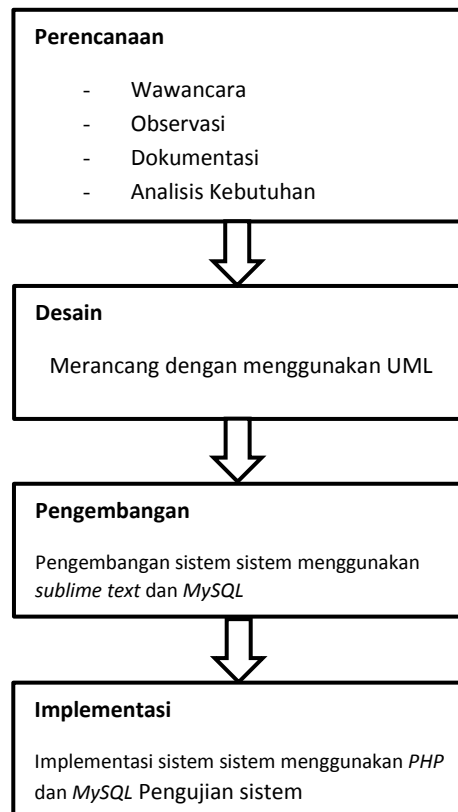 Perencanaan
- Wawancara
- Observasi
- Dokumentasi
- Analisis Kebutuhan
Desain
Merancang dengan menggunakan UML
Pengembangan
Pengembangan sistem sistem menggunakan
sublime text dan MySQL
Implementasi
Implementasi sistem sistem menggunakan PHP
dan MySQL Pengujian sistem